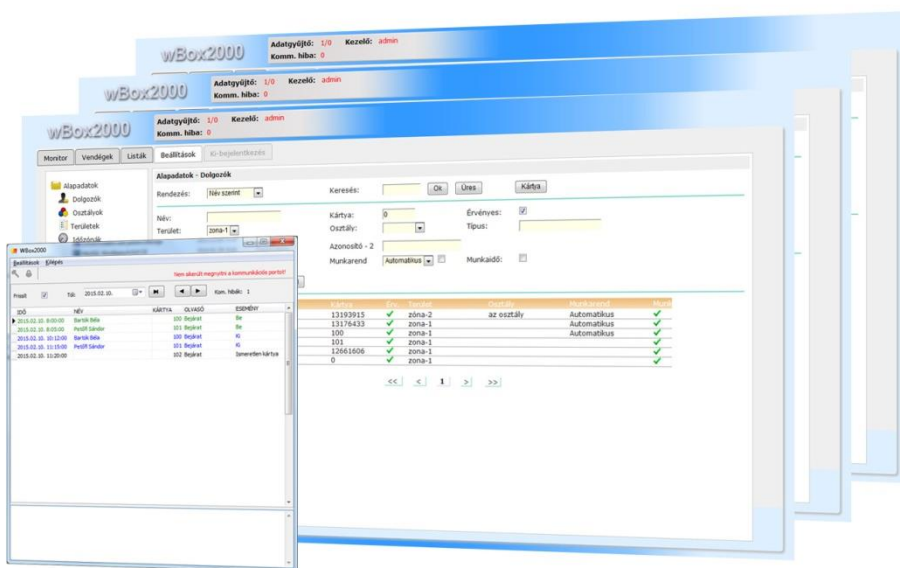 wBox2000 Adatgyűjtő: 1/0 Kezelő: admin
Komm. hiba: 0
wBox2000 Adatgyűjtő: 1/0 Kezelő: admin
Komm. hiba: 0
wBox2000 Adatgyűjtő: 1/0 Kezelő: admin
Komm. hiba: 0
Monitor Vendégek Listák Beállítások Ki-bejelentkezés
Alapadatok
Dolgozók
Osztályok
Területek
Időzónák
Alapadatok - Dolgozók
Rendezés: Név szerint Keresés: Ok Üres Kártya
Név: Kártya: 0 Érvényes:
Terület: zona-1 Osztály: Típus:
Azonosító - 2
Munkarend Automatikus Munkaidő:
Kártya Érv. Terület Osztály Munkarend Munk
13193915 zóna-2 az osztály Automatikus
13176433 zona-1 Automatikus
100 zona-1 Automatikus
101 zona-1
12661606 zona-1
0 zona-1
<< < 1 > >>
WBox2000
Beállítások Kilépés
Nem sikerült megnyitni a kommunikációs portot!
Frissít Tól: 2015.02.10. Kom. hibák: 1
IDŐ NÉV KÁRTYA OLVASÓ ESEMÉNY
2015.02.10. 8:00:00 Bartók Béla 100 Bejárat Be
2015.02.10. 8:05:00 Petőfi Sándor 101 Bejárat Be
2015.02.10. 10:12:00 Bartók Béla 100 Bejárat Ki
2015.02.10. 11:15:00 Petőfi Sándor 101 Bejárat Ki
2015.02.10. 11:20:00 102 Bejárat Ismeretlen kártya